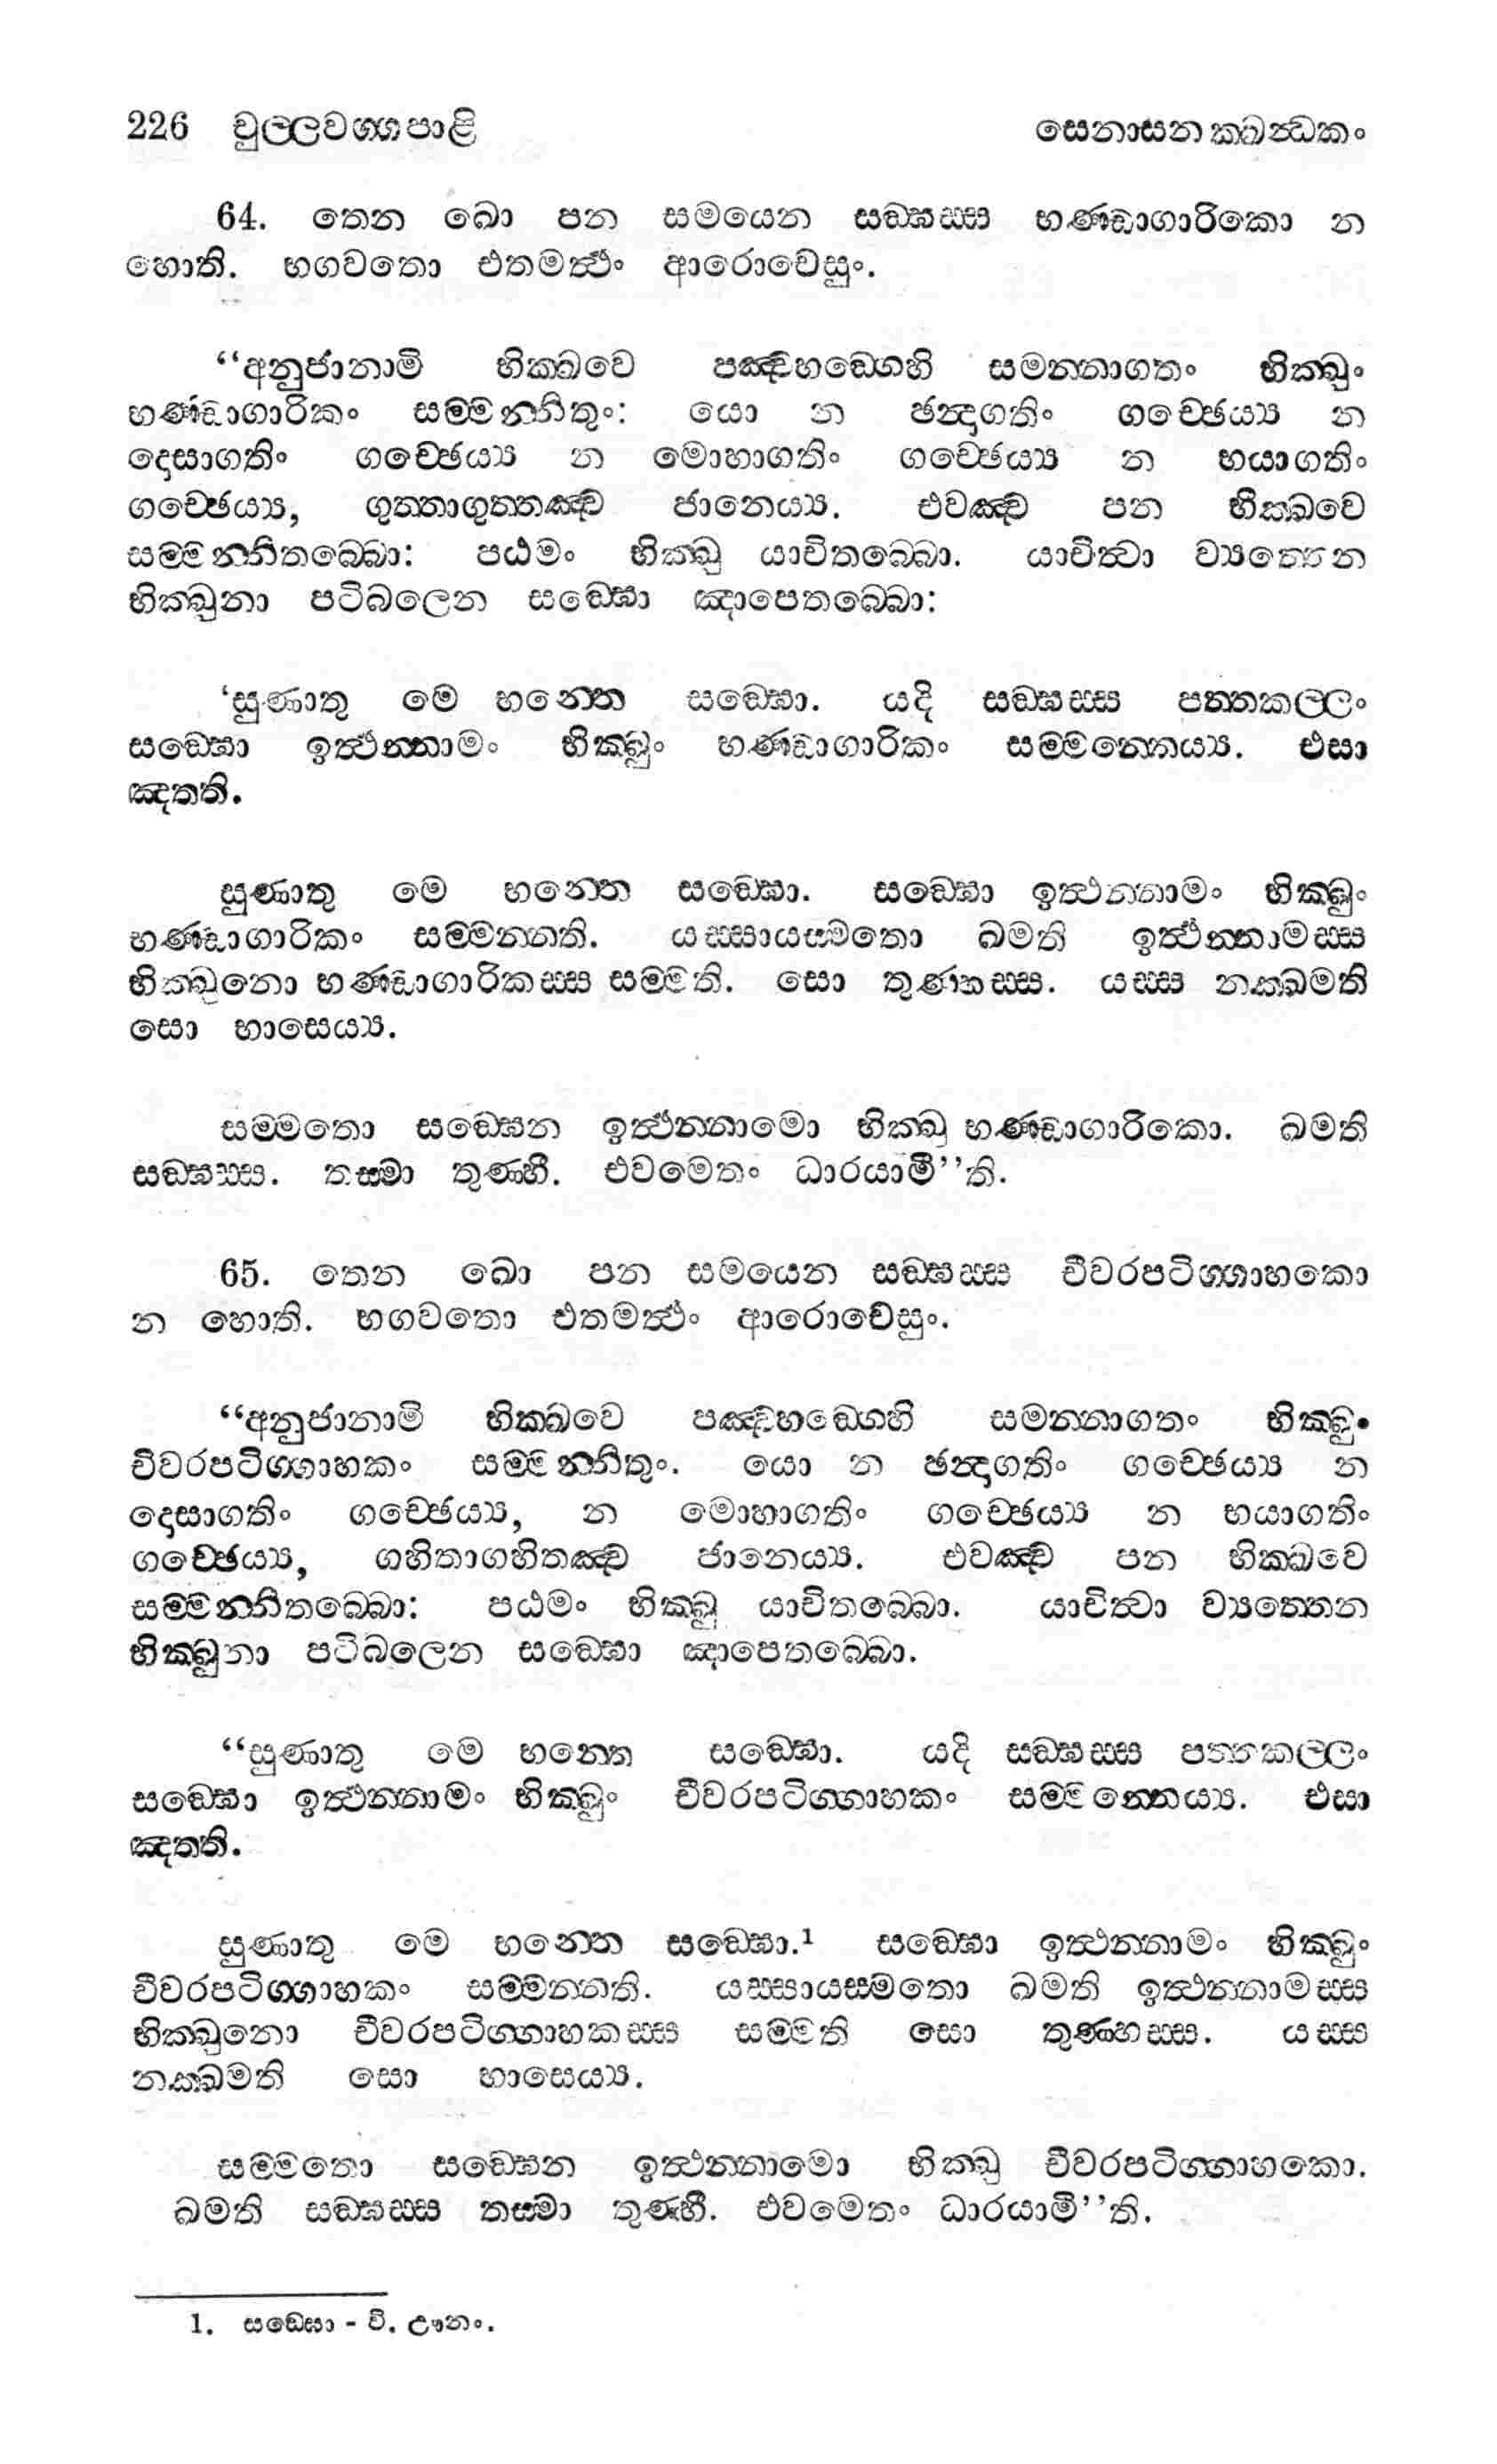 226 චුල්ලවග්ගපාළි සෙනාසනක්ඛන්ධකං
64. තෙන ඛො පන සමයෙන සඞ්ඝස්ස භණ්ඩාගාරිකො න
හොති. භගවතො එතමත්ථං ආරොචෙසුං.
“අනුජානාමි භික්ඛවෙ පඤ්චහඞ්ගෙහි සමන්නාගතං භික්ඛුං
භණ්ඩාගාරිකං සම්මන්නිතුං: යො න ඡන්දාගතිං ගච්ඡෙය්‍ය න
දොසාගතිං ගච්ඡෙය්‍ය න මොහාගතිං ගච්ඡෙය්‍ය න භයාගතිං
ගච්ඡෙය්‍ය, ගුත්තාගුත්තඤ්ච ජානෙය්‍ය. එවඤ්ච පන භික්ඛවෙ
සම්මන්නිතබ්බො: පඨමං භික්ඛු යාචිතබ්බො. යාචිත්වා ව්‍යත්තෙන
භික්ඛුනා පටිබලෙන සඞ්ඝො ඤාපෙතබ්බො:
‘සුණාතු මෙ භන්තෙ සඞ්ඝො. යදි සඞ්ඝස්ස පත්තකල්ලං
සඞ්ඝො ඉත්ථන්නාමං භික්ඛුං භණ්ඩාගාරිකං සම්මන්නෙය්‍ය. එසා
ඤත්ති.
සුණාතු මෙ භන්තෙ සඞ්ඝො. සඞ්ඝො ඉත්ථන්නාමං භික්ඛුං
භණ්ඩාගාරිකං සම්මන්නති. යස්සායස්මතො ඛමති ඉත්ථන්නාමස්ස
භික්ඛුනො භණ්ඩාගාරිකස්ස සම්මති. සො තුණ්හස්ස. යස්ස නක්ඛමති
සො භාසෙය්‍ය.
සම්මතො සඞ්ඝෙන ඉත්ථන්නාමො භික්ඛු භණ්ඩාගාරිකො. ඛමති
සඞ්ඝස්ස. තස්මා තුණ්හී. එවමෙතං ධාරයාමී’’ති.
65. තෙන ඛො පන සමයෙන සඞ්ඝස්ස චීවරපටිග්ගාහකො
න හොති. භගවතො එතමත්ථං ආරොචෙසුං.
“අනුජානාමි භික්ඛවෙ පඤ්චහඞ්ගෙහි සමන්නාගතං භික්ඛුං
චීවරපටිග්ගාහකං සම්මන්නිතුං. යො න ඡන්දාගතිං ගච්ඡෙය්‍ය න
දොසාගතිං ගච්ඡෙය්‍ය, න මොහාගතිං ගච්ඡෙය්‍ය න භයාගතිං
ගච්ඡෙය්‍ය, ගහිතාගහිතඤ්ච ජානෙය්‍ය. එවඤ්ච පන භික්ඛවෙ
සම්මන්නිතබ්බො: පඨමං භික්ඛු යාචිතබ්බො. යාචිත්වා ව්‍යත්තෙන
භික්ඛුනා පටිබලෙන සඞ්ඝො ඤාපෙතබ්බො.
“සුණාතු මෙ භන්තෙ සඞ්ඝො. යදි සඞ්ඝස්ස පත්තකල්ලං
සඞ්ඝො ඉත්ථන්නාමං භික්ඛුං චීවරපටිග්ගාහකං සම්මන්නෙය්‍ය. එසා
ඤත්ති.
සුණාතු මෙ භන්තෙ සඞ්ඝො.¹ සඞ්ඝො ඉත්ථන්නාමං භික්ඛුං
චීවරපටිග්ගාහකං සම්මන්නති. යස්සායස්මතො ඛමති ඉත්ථන්නාමස්ස
භික්ඛුනො චීවරපටිග්ගාහකස්ස සම්මති සො තුණ්හස්ස. යස්ස
නක්ඛමති සො භාසෙය්‍ය.
සම්මතො සඞ්ඝෙන ඉත්ථන්නාමො භික්ඛු චීවරපටිග්ගාහකො.
ඛමති සඞ්ඝස්ස තස්මා තුණ්හී. එවමෙතං ධාරයාමී’’ති.
1. සඞ්ඝො - වි. ඌනං.